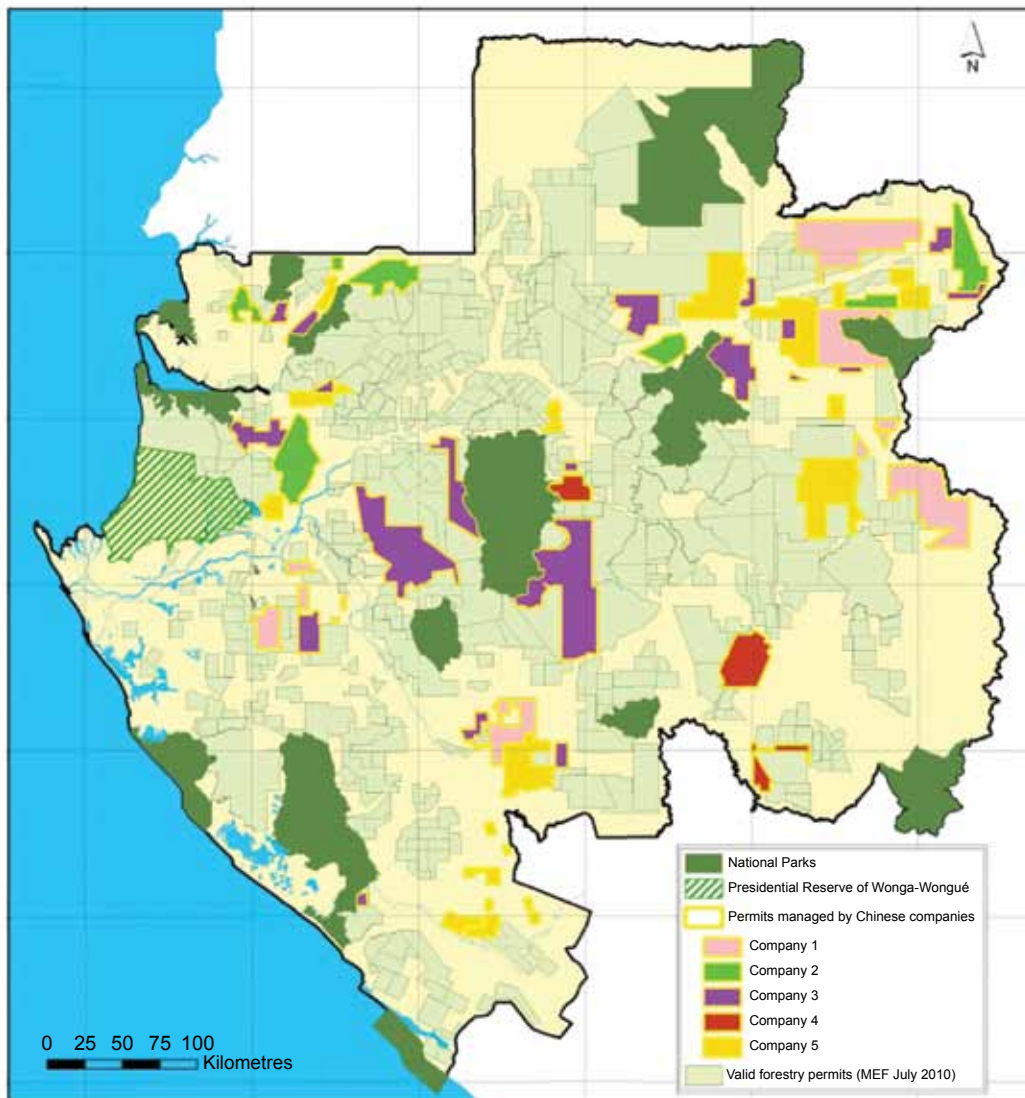 N
National Parks
Presidential Reserve of Wonga-Wongué
Permits managed by Chinese companies
Company 1
Company 2
Company 3
Company 4
Company 5
Valid forestry permits (MEF July 2010)
0 25 50 75 100
Kilometres